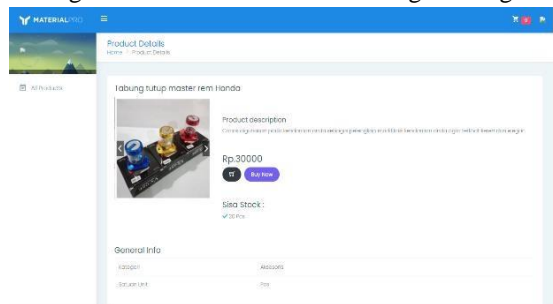 MATERIALPRO
Product Details
Home Product Details
All Products
Tabung tutup master rem Honda
Product description
Rp.30000
Buy Now
Sisa Stock :
20 Pcs
General Info
Kategori Aksesoris
Satuan Unit Pcs